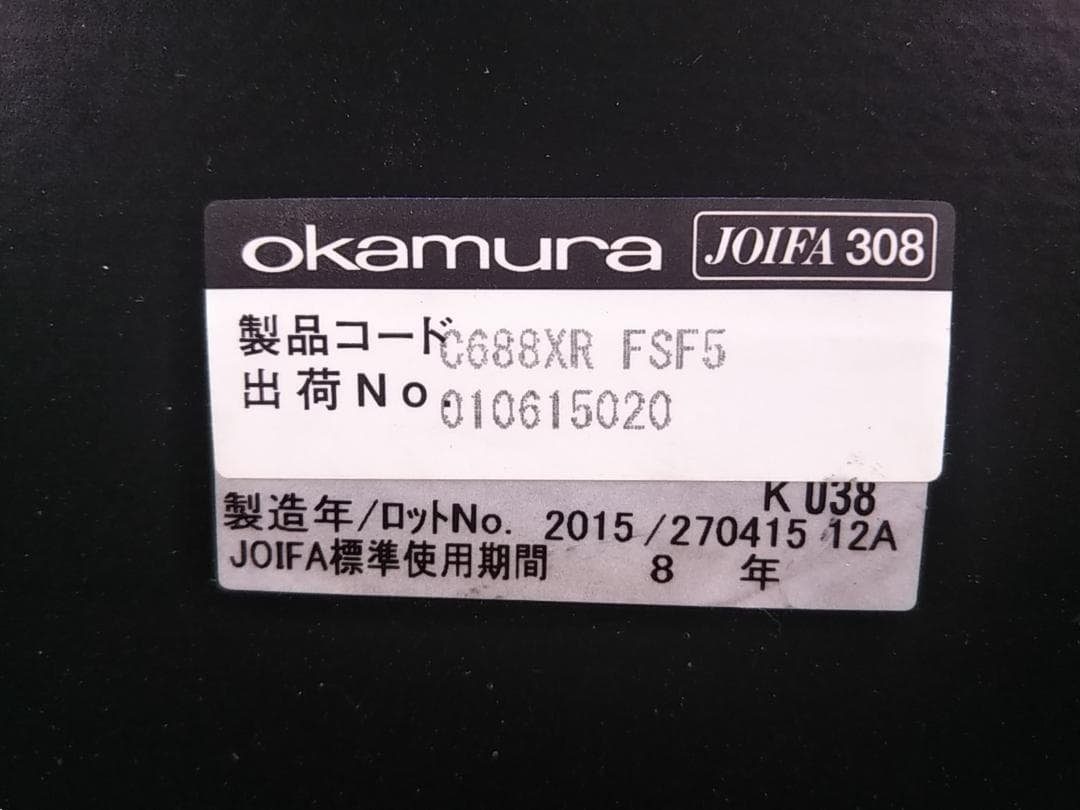 okamura JOIFA 308
製品コード C688XR FSF5
出荷No. 010615020
K 038
製造年/ロットNo. 2015/270415 12A
JOIFA標準使用期間 8 年